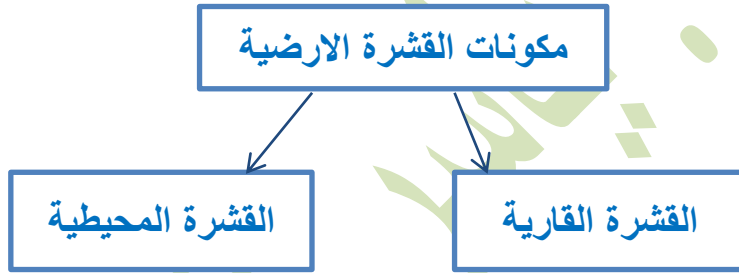 مكونات القشرة الارضية
القشرة القارية
القشرة المحيطية